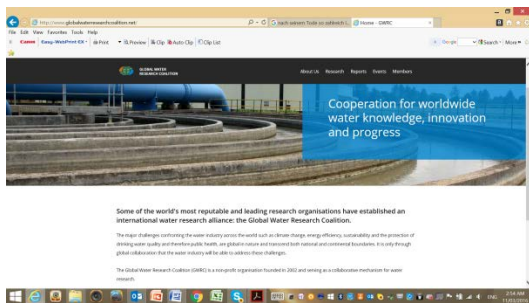 http://www.globalwaterresearchcoalition.net/
Home - GWRC
File Edit View Favorites Tools Help
Canon Easy-WebPrint EX Print Preview Clip Auto Clip Clip List
Search More
GLOBAL WATER
RESEARCH COALITION
About Us Research Reports Events Members
Cooperation for worldwide
water knowledge, innovation
and progress
Some of the world's most reputable and leading research organisations have established an
international water research alliance: the Global Water Research Coalition.
The major challenges confronting the water industry across the world such as climate change, energy efficiency, sustainability and the protection of
drinking water quality and therefore public health, are global in nature and transcend both national and continental boundaries. It is only through
global collaboration that the water industry will be able to address these challenges.
The Global Water Research Coalition (GWRC) is a non-profit organisation founded in 2002 and serving as a collaborative mechanism for water
research.
ENG
2:54 AM